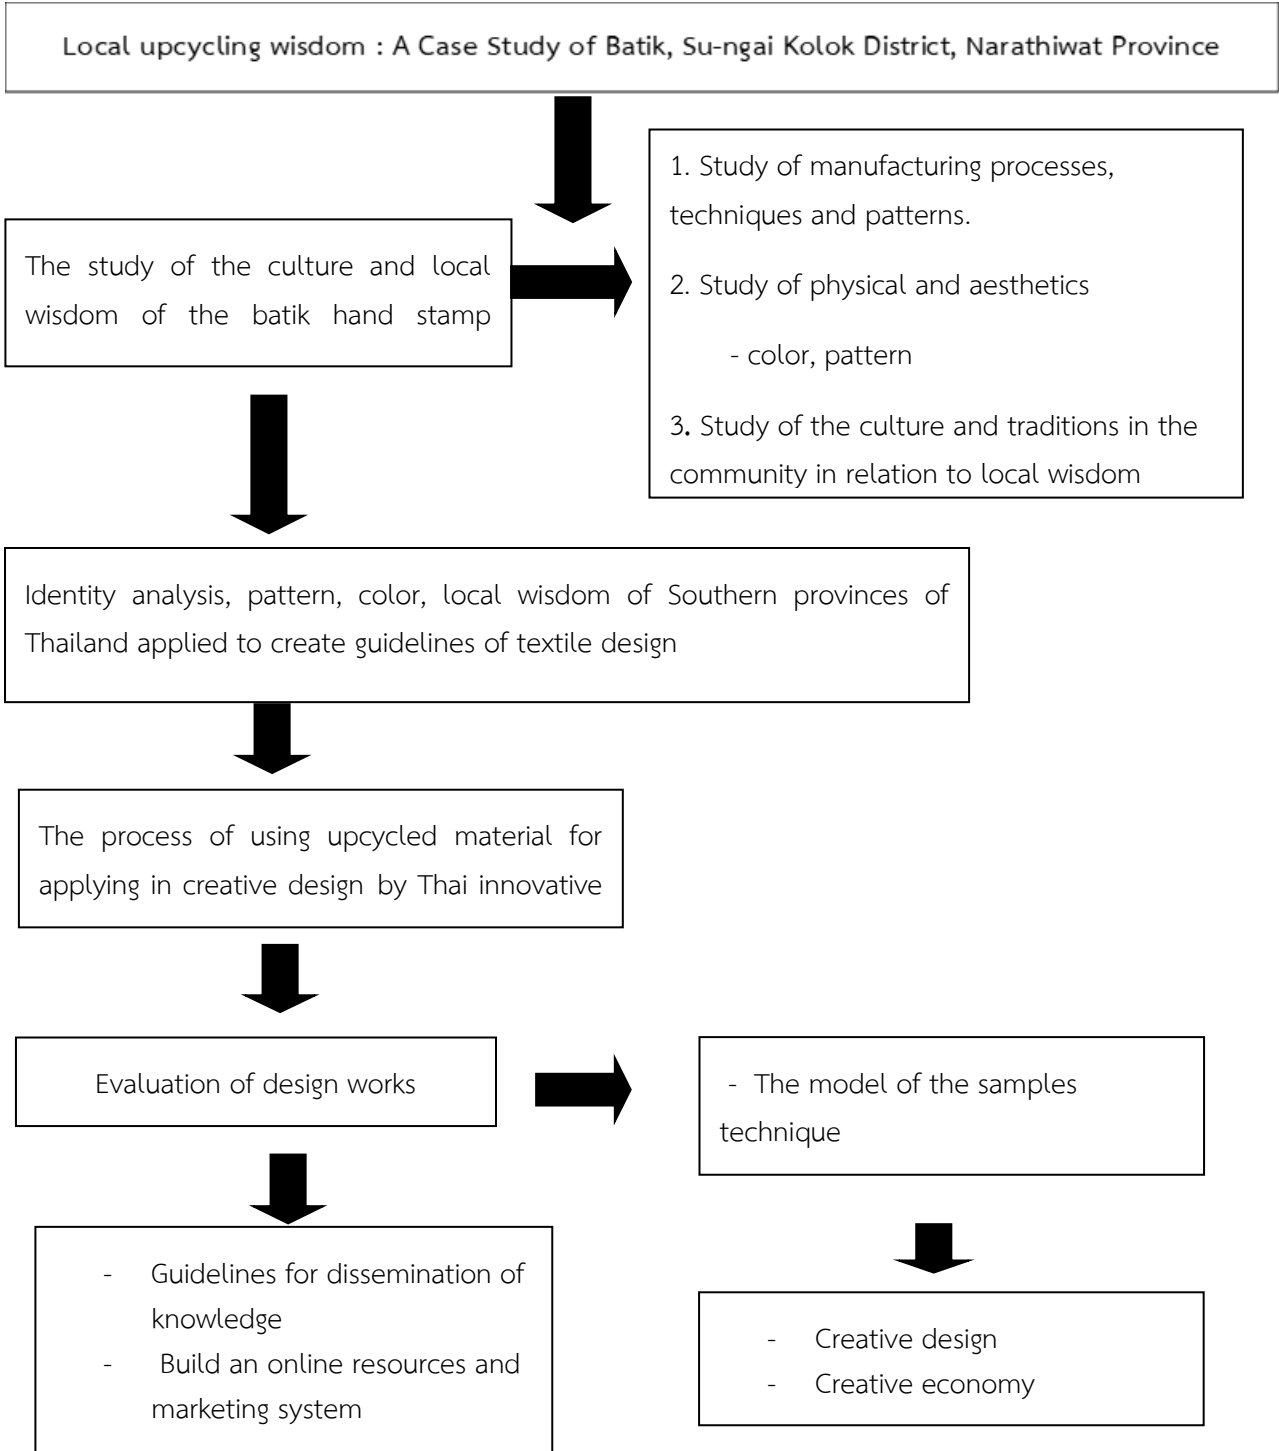 Local upcycling wisdom : A Case Study of Batik, Su-ngai Kolok District, Narathiwat Province
The study of the culture and local
wisdom of the batik hand stamp
1. Study of manufacturing processes,
techniques and patterns.
2. Study of physical and aesthetics
- color, pattern
3. Study of the culture and traditions in the
community in relation to local wisdom
Identity analysis, pattern, color, local wisdom of Southern provinces of
Thailand applied to create guidelines of textile design
The process of using upcycled material for
applying in creative design by Thai innovative
Evaluation of design works
- The model of the samples
technique
- Guidelines for dissemination of
knowledge
- Build an online resources and
marketing system
- Creative design
- Creative economy